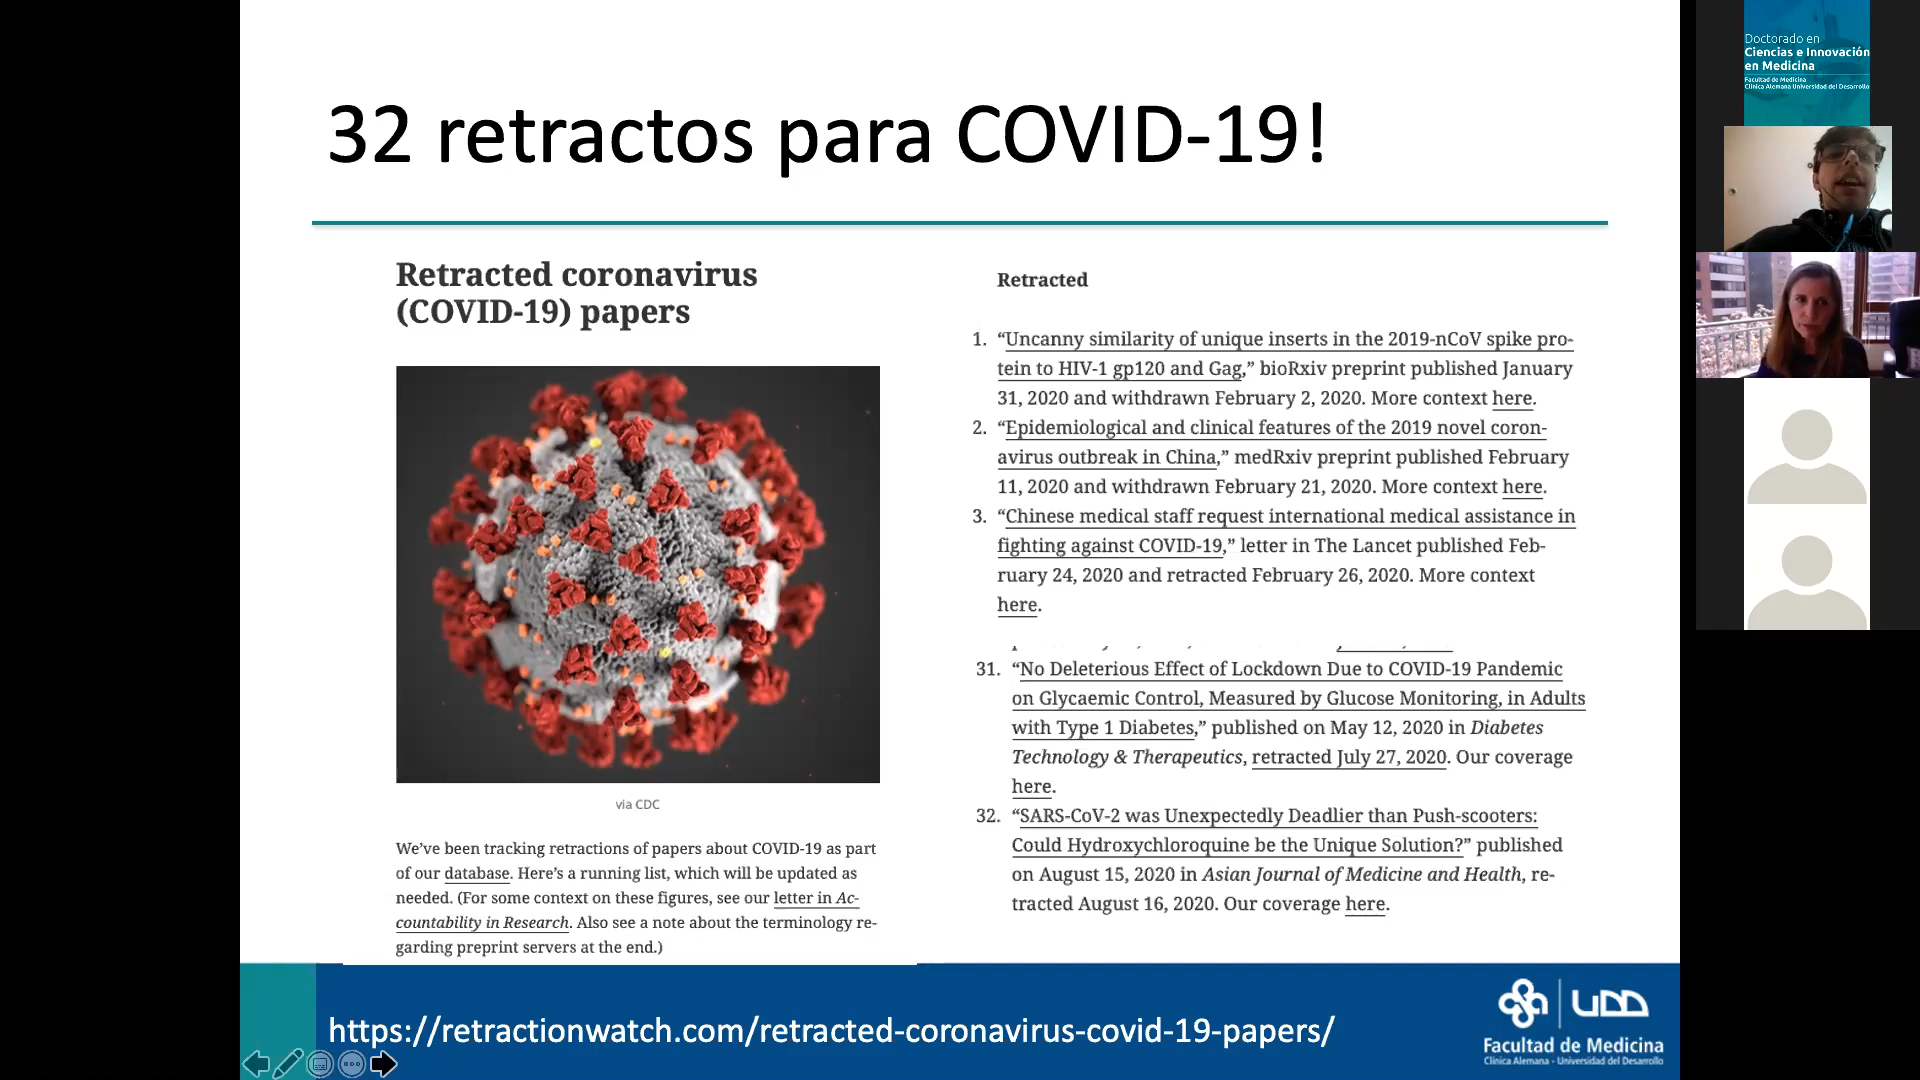 32 retractos para COVID-19!
Retracted coronavirus
(COVID-19) papers
via CDC
We’ve been tracking retractions of papers about COVID-19 as part
of our database. Here’s a running list, which will be updated as
needed. (For some context on these figures, see our letter in Ac-
countability in Research. Also see a note about the terminology re-
garding preprint servers at the end.)
Retracted
1. “Uncanny similarity of unique inserts in the 2019-nCoV spike pro-
tein to HIV-1 gp120 and Gag,” bioRxiv preprint published January
31, 2020 and withdrawn February 2, 2020. More context here.
2. “Epidemiological and clinical features of the 2019 novel coron-
avirus outbreak in China,” medRxiv preprint published February
11, 2020 and withdrawn February 21, 2020. More context here.
3. “Chinese medical staff request international medical assistance in
fighting against COVID-19,” letter in The Lancet published Feb-
ruary 24, 2020 and retracted February 26, 2020. More context
here.
31. “No Deleterious Effect of Lockdown Due to COVID-19 Pandemic
on Glycaemic Control, Measured by Glucose Monitoring, in Adults
with Type 1 Diabetes,” published on May 12, 2020 in Diabetes
Technology & Therapeutics, retracted July 27, 2020. Our coverage
here.
32. “SARS-CoV-2 was Unexpectedly Deadlier than Push-scooters:
Could Hydroxychloroquine be the Unique Solution?” published
on August 15, 2020 in Asian Journal of Medicine and Health, re-
tracted August 16, 2020. Our coverage here.
https://retractionwatch.com/retracted-coronavirus-covid-19-papers/
UDD
Facultad de Medicina
Clínica Alemana - Universidad del Desarrollo
Doctorado en
Ciencias e Innovación
en Medicina
Facultad de Medicina
Clínica Alemana Universidad del Desarrollo